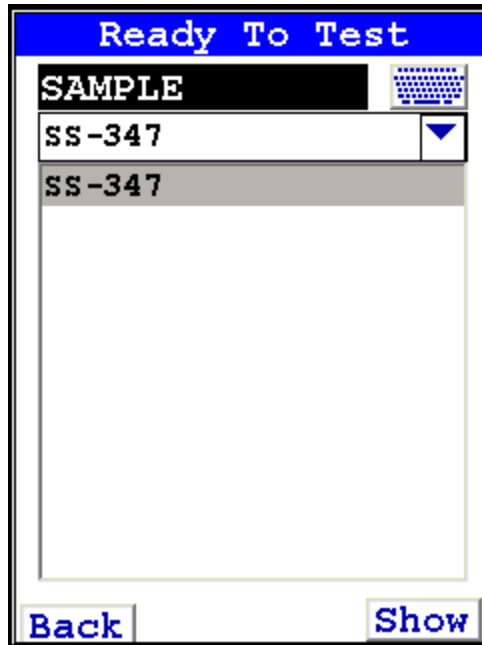 Ready To Test
SAMPLE
SS-347
SS-347
Back
Show